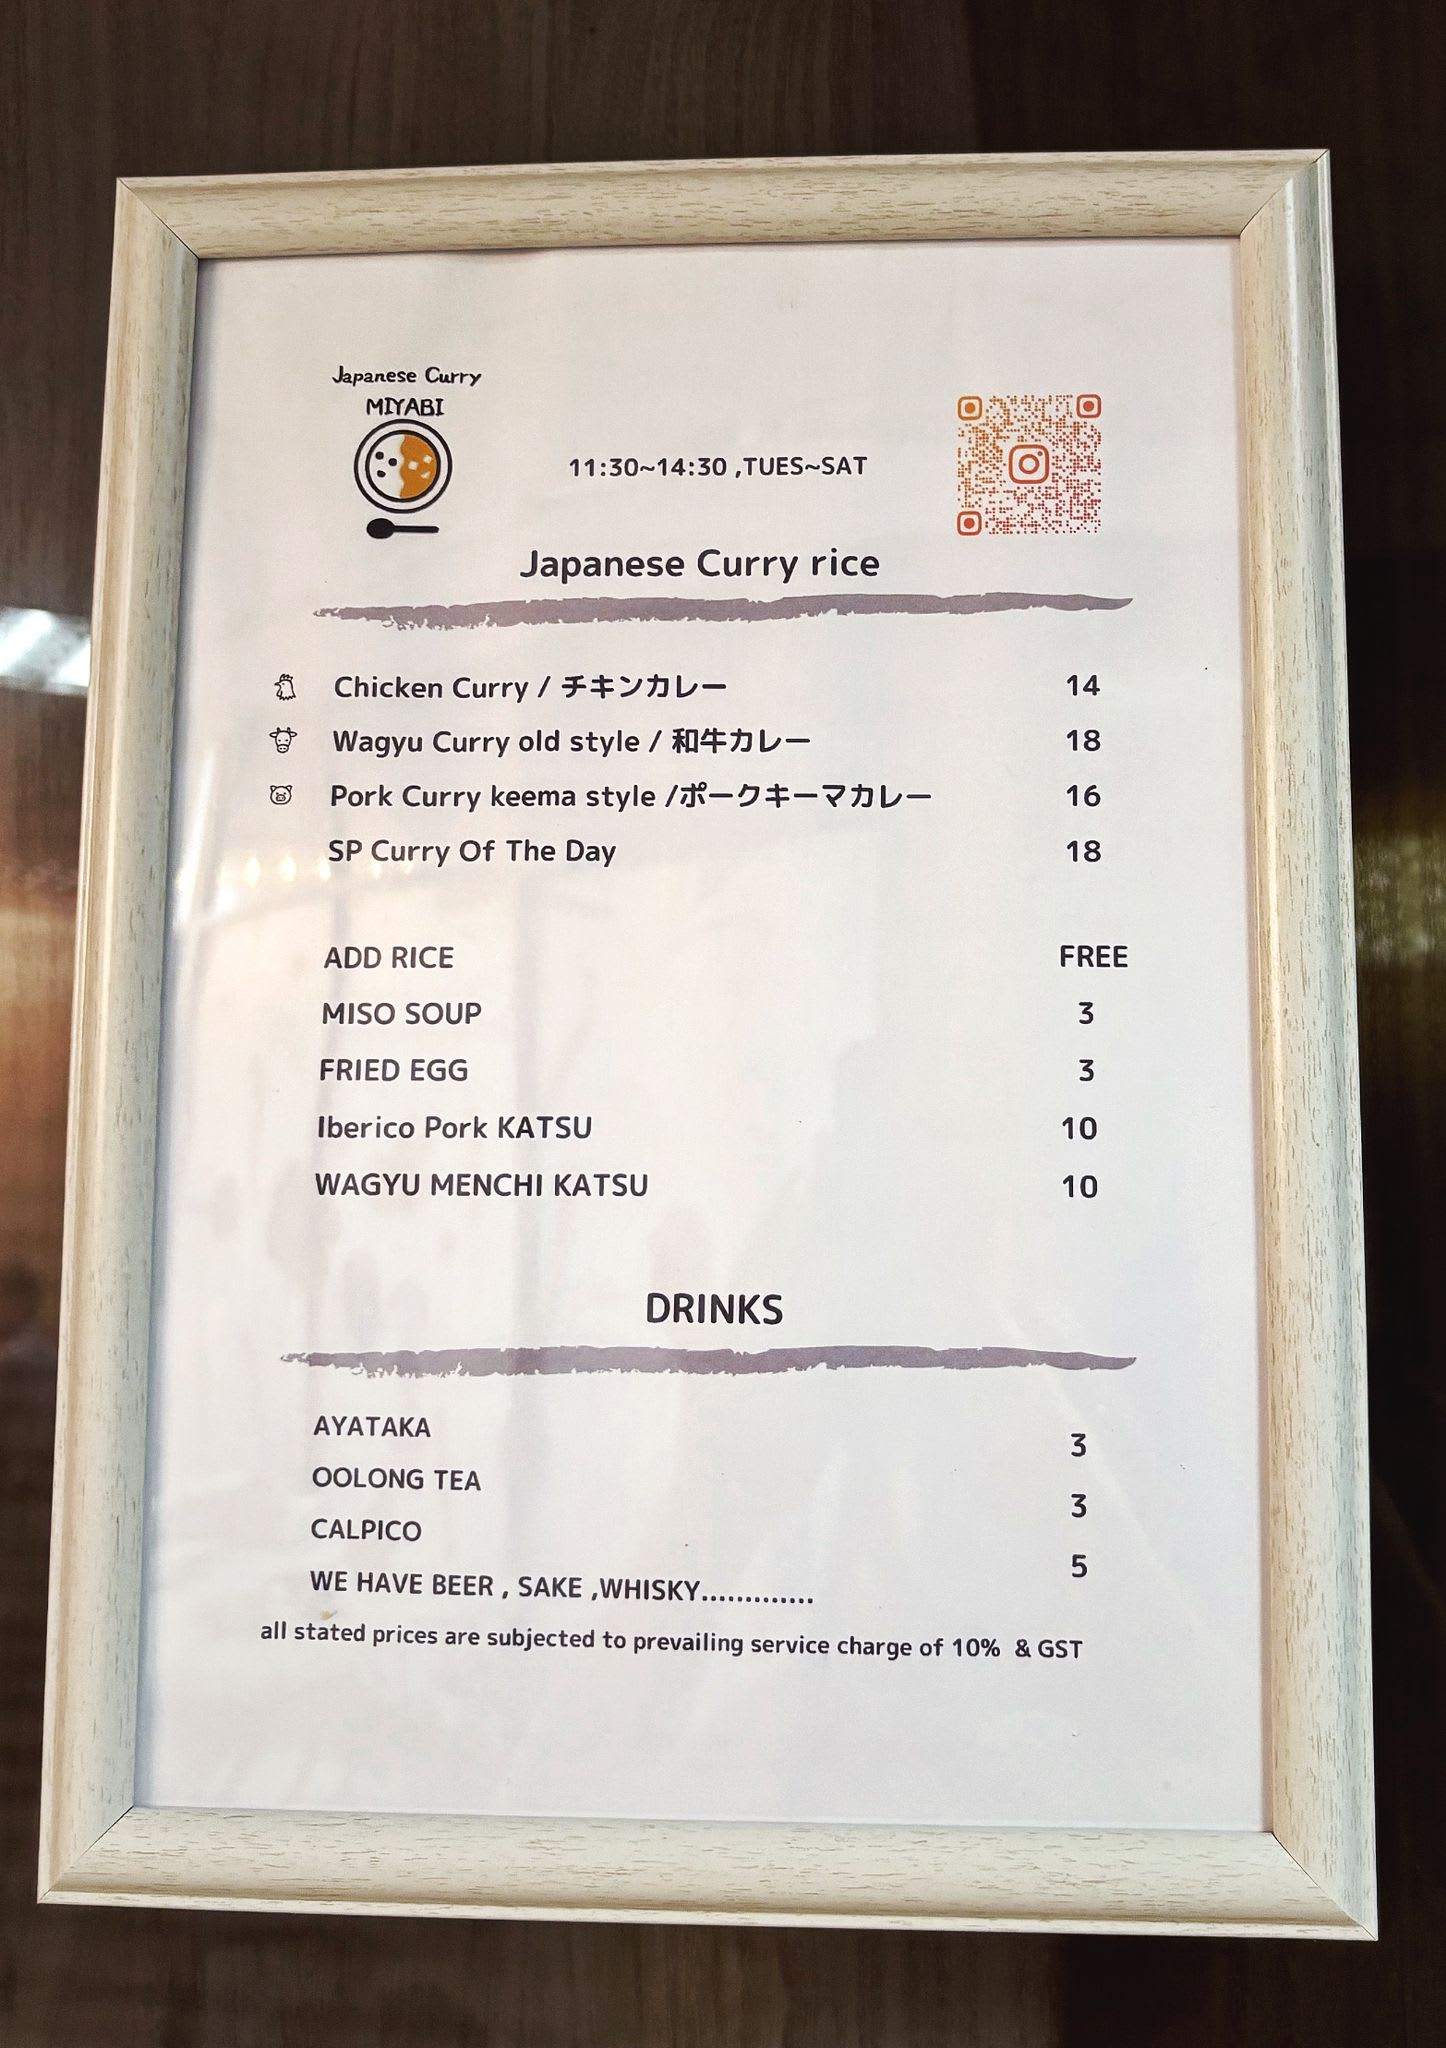 Japanese Curry
MIYABI
11:30~14:30 ,TUES~SAT
Japanese Curry rice
Chicken Curry / チキンカレー 14
Wagyu Curry old style / 和牛カレー 18
Pork Curry keema style /ポークキーマカレー 16
SP Curry Of The Day 18
ADD RICE FREE
MISO SOUP 3
FRIED EGG 3
Iberico Pork KATSU 10
WAGYU MENCHI KATSU 10
DRINKS
AYATAKA 3
OOLONG TEA 3
CALPICO 5
WE HAVE BEER , SAKE ,WHISKY.............
all stated prices are subjected to prevailing service charge of 10% & GST